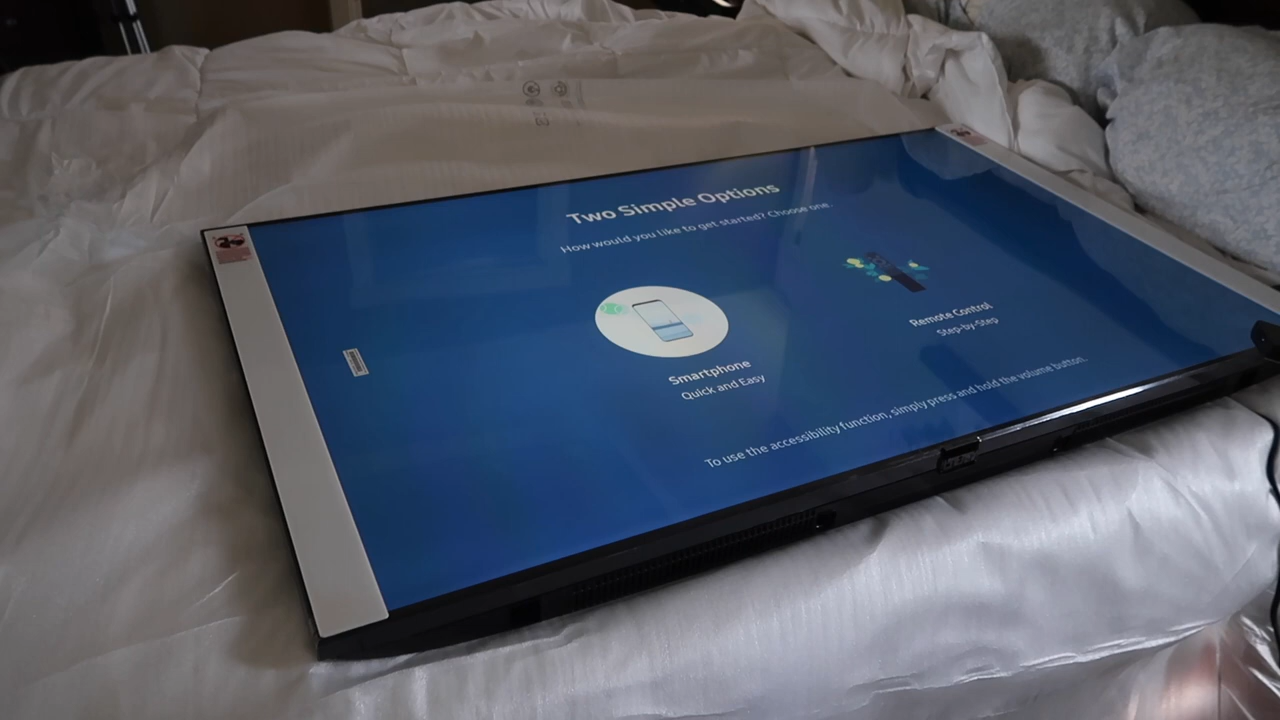 Two Simple Options
How would you like to get started? Choose one.
Smartphone
Quick and Easy
Remote Control
Step-by-Step
To use the accessibility function, simply press and hold the volume button.